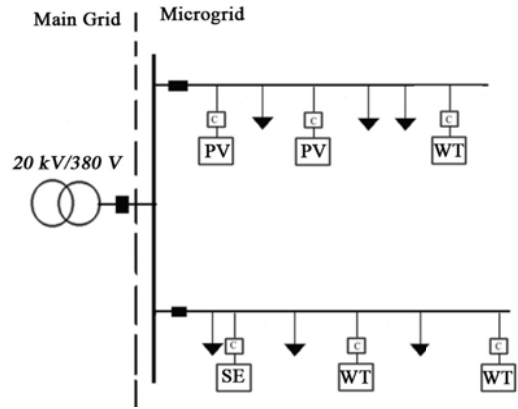 Main Grid Microgrid
C C C
PV PV WT
20 kV/380 V
C C C
SE WT WT